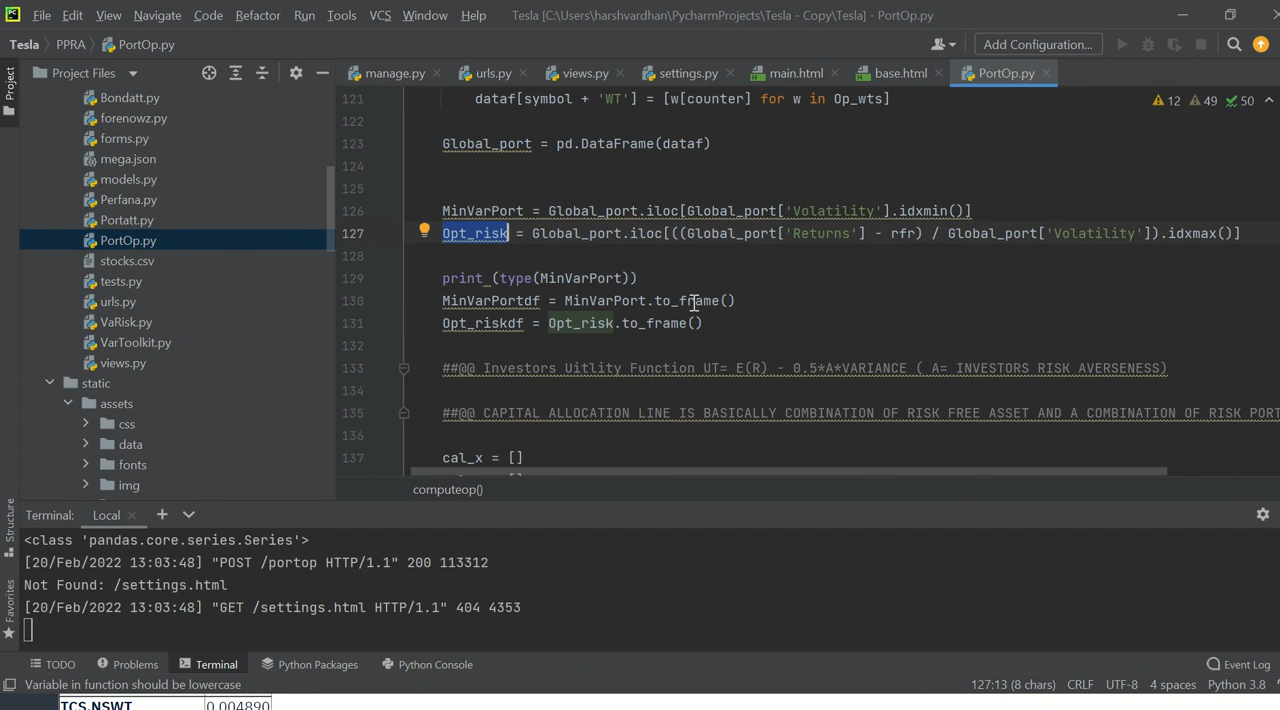 File Edit View Navigate Code Refactor Run Tools VCS Window Help Tesla [C:\Users\harshvardhan\PycharmProjects\Tesla - Copy\Tesla] - PortOp.py
Tesla PPRA PortOp.py Add Configuration...
Project
Project Files manage.py urls.py views.py settings.py main.html base.html PortOp.py
Bondatt.py
forenowz.py
forms.py
mega.json
models.py
Perfana.py
Portatt.py
PortOp.py
stocks.csv
tests.py
urls.py
VaRisk.py
VarToolkit.py
views.py
static
assets
css
data
fonts
img
12 49 50
121 dataf[symbol + 'WT'] = [w[counter] for w in Op_wts]
122
123 Global_port = pd.DataFrame(dataf)
124
125
126 MinVarPort = Global_port.iloc[Global_port['Volatility'].idxmin()]
127 Opt_risk = Global_port.iloc[((Global_port['Returns'] - rfr) / Global_port['Volatility']).idxmax()]
128
129 print (type(MinVarPort))
130 MinVarPortdf = MinVarPort.to_frame()
131 Opt_riskdf = Opt_risk.to_frame()
132
133 ##@@ Investors Uitlity Function UT= E(R) - 0.5*A*VARIANCE ( A= INVESTORS RISK AVERSENESS)
134
135 ##@@ CAPITAL ALLOCATION LINE IS BASICALLY COMBINATION OF RISK FREE ASSET AND A COMBINATION OF RISK PORT
136
137 cal_x = []
computeop()
Structure
Favorites
Terminal: Local
<class 'pandas.core.series.Series'>
[20/Feb/2022 13:03:48] "POST /portop HTTP/1.1" 200 113312
Not Found: /settings.html
[20/Feb/2022 13:03:48] "GET /settings.html HTTP/1.1" 404 4353
TODO Problems Terminal Python Packages Python Console Event Log
Variable in function should be lowercase 127:13 (8 chars) CRLF UTF-8 4 spaces Python 3.8
TCS.NSWT 0.004890